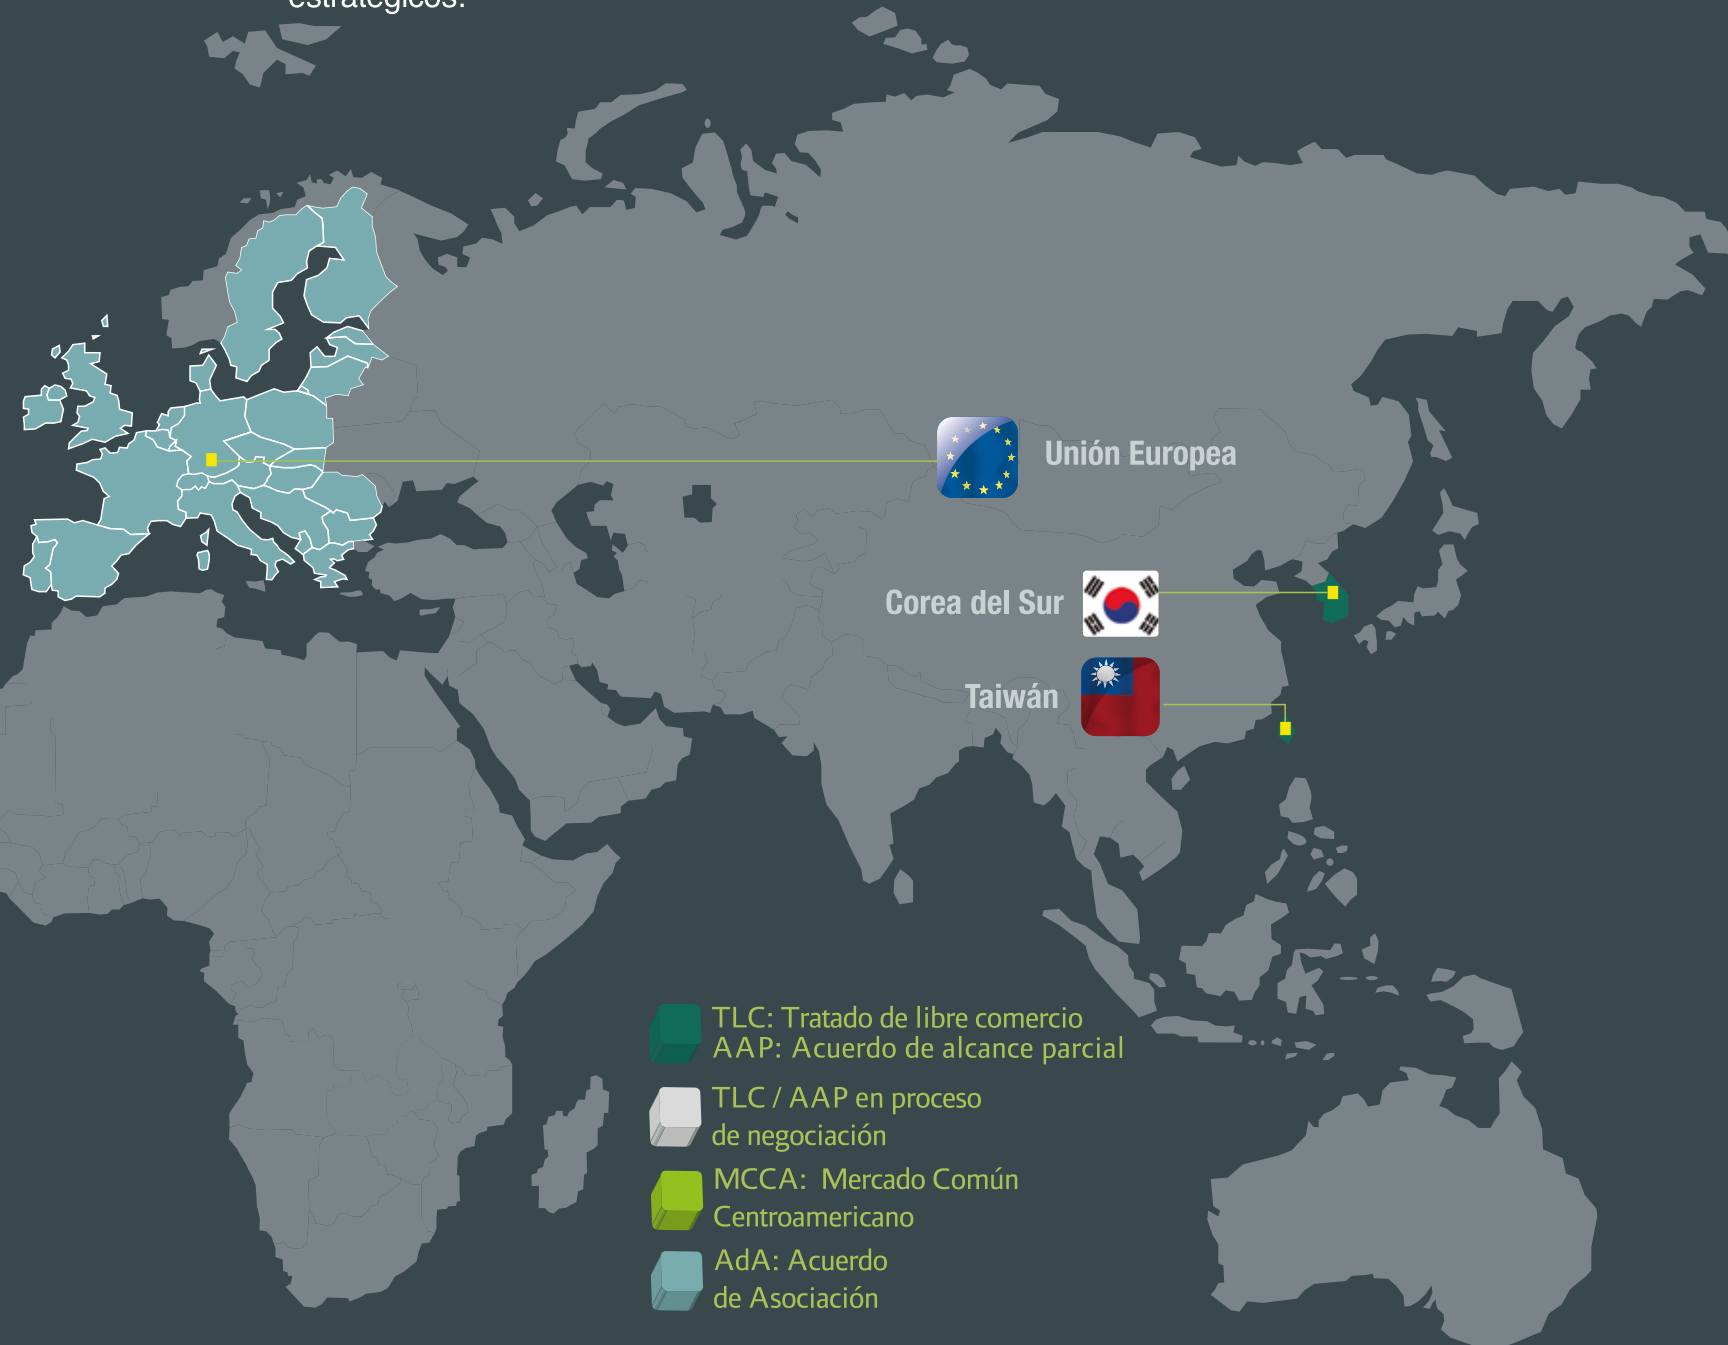 estratégicos.
Unión Europea
Corea del Sur
Taiwán
TLC: Tratado de libre comercio
AAP: Acuerdo de alcance parcial
TLC / AAP en proceso
de negociación
MCCA: Mercado Común
Centroamericano
AdA: Acuerdo
de Asociación